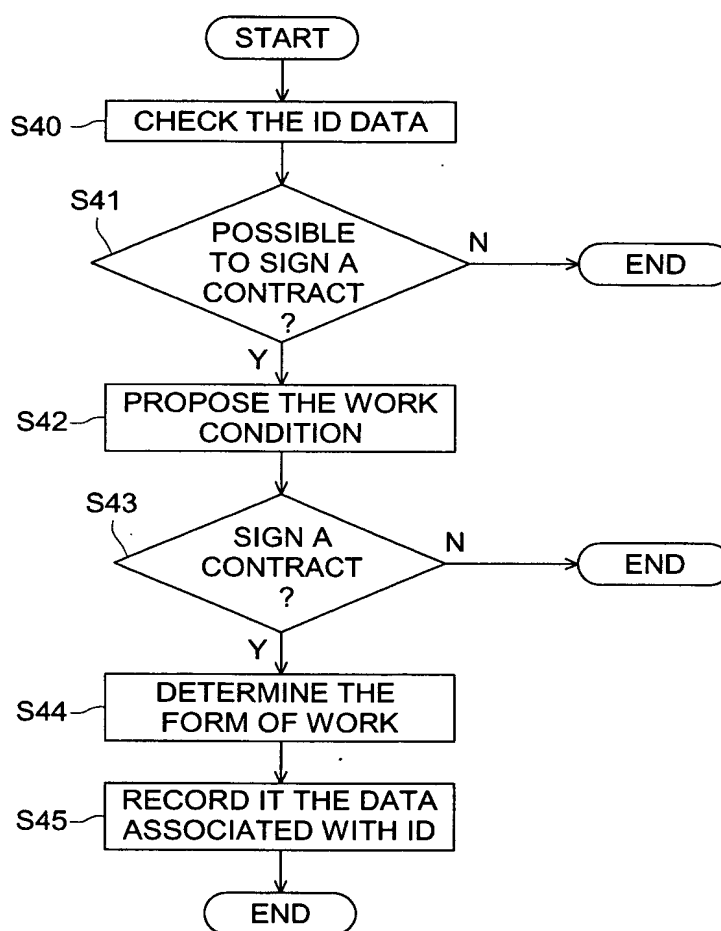 START
S40
CHECK THE ID DATA
S41
POSSIBLE
TO SIGN A
CONTRACT
?
N
END
Y
S42
PROPOSE THE WORK
CONDITION
S43
SIGN A
CONTRACT
?
N
END
Y
S44
DETERMINE THE
FORM OF WORK
S45
RECORD IT THE DATA
ASSOCIATED WITH ID
END